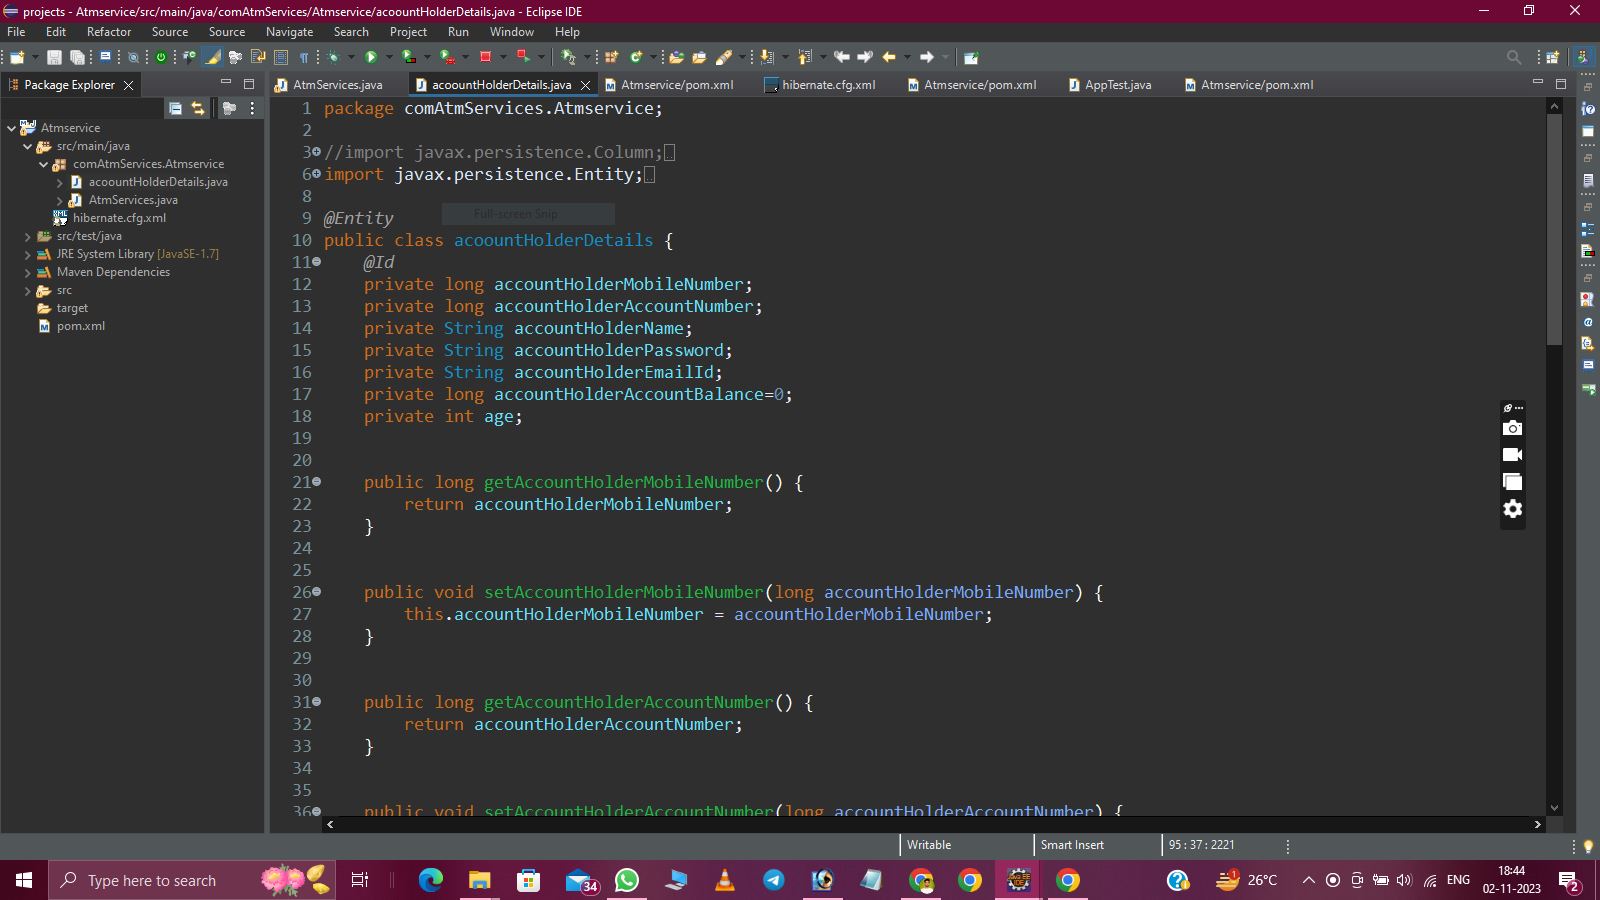 projects - Atmservice/src/main/java/comAtmServices/Atmservice/acoountHolderDetails.java - Eclipse IDE
File Edit Refactor Source Source Navigate Search Project Run Window Help
Package Explorer
AtmServices.java acoountHolderDetails.java Atmservice/pom.xml hibernate.cfg.xml Atmservice/pom.xml AppTest.java Atmservice/pom.xml
Atmservice
src/main/java
comAtmServices.Atmservice
acoountHolderDetails.java
AtmServices.java
hibernate.cfg.xml
src/test/java
JRE System Library [JavaSE-1.7]
Maven Dependencies
src
target
pom.xml
1 package comAtmServices.Atmservice;
2
3 //import javax.persistence.Column;
6 import javax.persistence.Entity;
8
Full-screen Snip
9 @Entity
10 public class acoountHolderDetails {
11 @Id
12 private long accountHolderMobileNumber;
13 private long accountHolderAccountNumber;
14 private String accountHolderName;
15 private String accountHolderPassword;
16 private String accountHolderEmailId;
17 private long accountHolderAccountBalance=0;
18 private int age;
19
20
21 public long getAccountHolderMobileNumber() {
22 return accountHolderMobileNumber;
23 }
24
25
26 public void setAccountHolderMobileNumber(long accountHolderMobileNumber) {
27 this.accountHolderMobileNumber = accountHolderMobileNumber;
28 }
29
30
31 public long getAccountHolderAccountNumber() {
32 return accountHolderAccountNumber;
33 }
34
35
36 public void setAccountHolderAccountNumber(long accountHolderAccountNumber) {
Writable Smart Insert 95 : 37 : 2221
Type here to search
34
26°C
ENG
18:44
02-11-2023
2